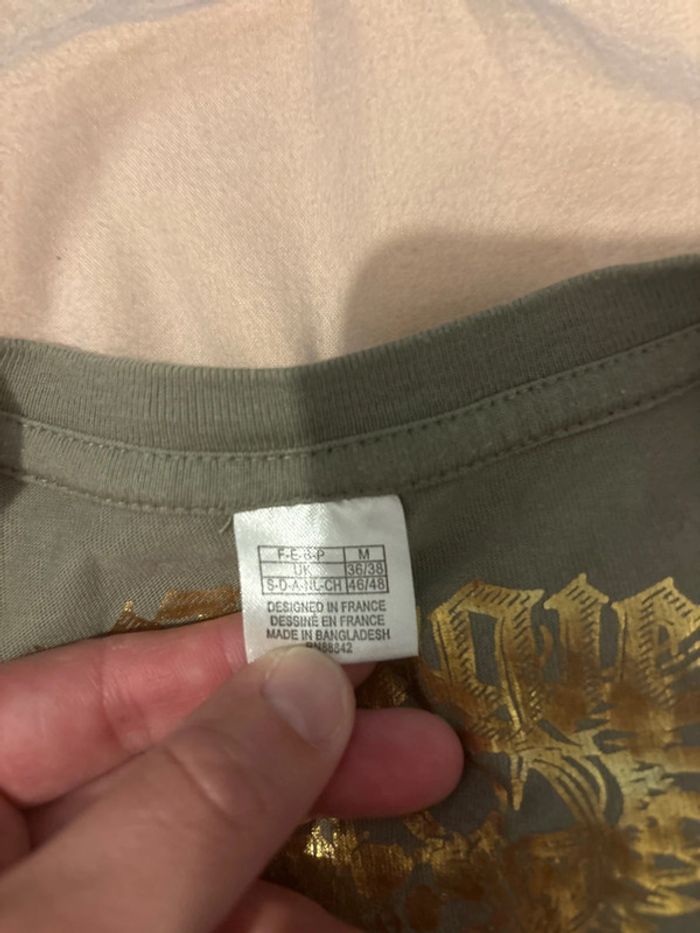 F-E-B-P M
UK 36/38
S-D-A-NL-CH 46/48
DESIGNED IN FRANCE
DESSINÉ EN FRANCE
MADE IN BANGLADESH